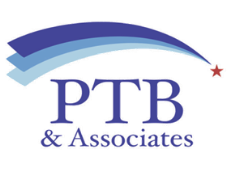 PTB
& Associates